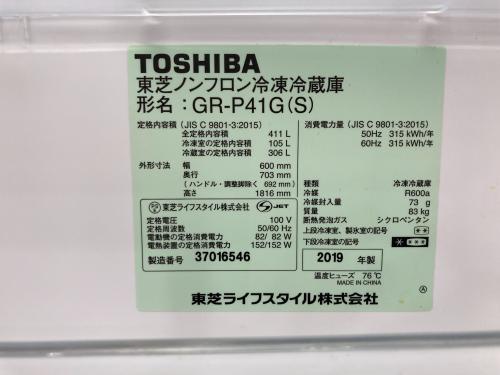 TOSHIBA
東芝ノンフロン冷凍冷蔵庫
形名：GR-P41G(S)
定格内容積 (JIS C 9801-3:2015)
全定格内容積 411 L
冷凍室の定格内容積 105 L
冷蔵室の定格内容積 306 L
外形寸法 幅 600 mm
奥行 703 mm
(ハンドル・調整脚除く 692 mm)
高さ 1816 mm
東芝ライフスタイル株式会社 JET
定格電圧 100 V
定格周波数 50/60 Hz
電動機の定格消費電力 82/ 82 W
電熱装置の定格消費電力 152/152 W
製造番号 37016546
消費電力量 (JIS C 9801-3:2015)
50Hz 315 kWh/年
60Hz 315 kWh/年
種類 冷凍冷蔵庫
冷媒 R600a
冷媒封入量 73 g
質量 83 kg
断熱発泡ガス シクロペンタン
上段冷凍室、製氷室の記号 **
下段冷凍室の記号 * ***
2019 年製
温度ヒューズ 76℃
MADE IN CHINA
東芝ライフスタイル株式会社 Ⓐ